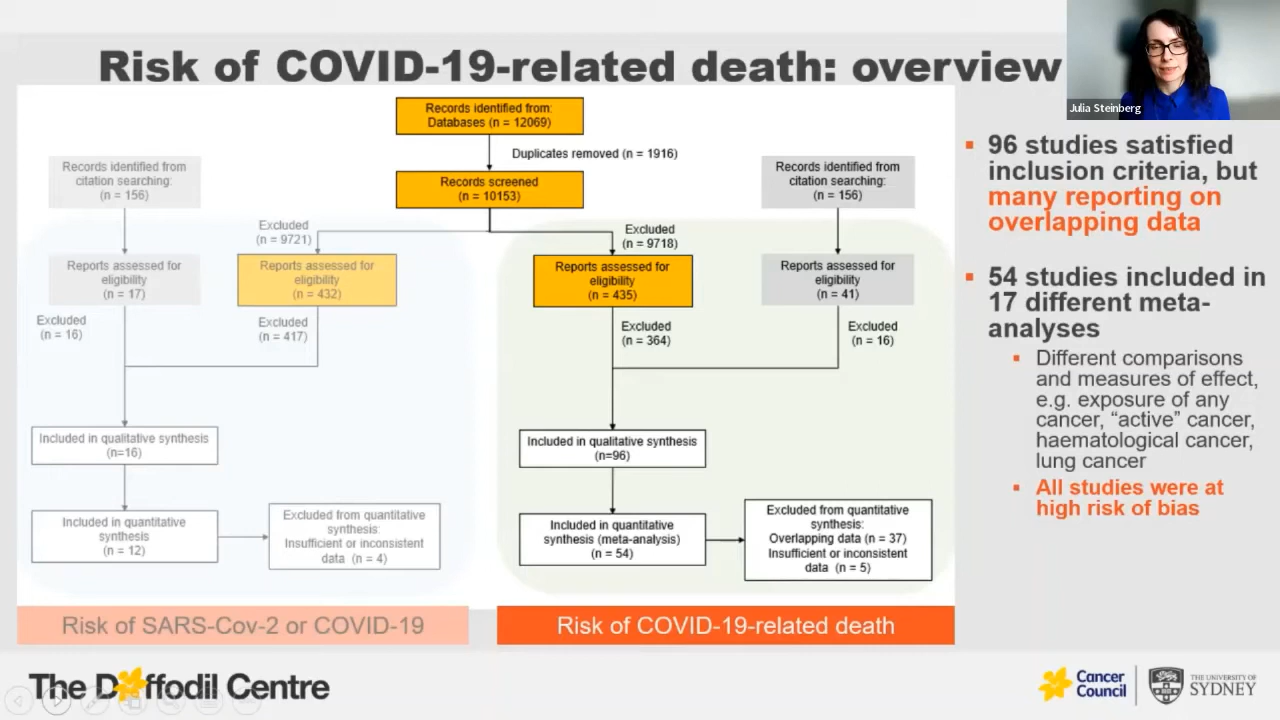 Risk of COVID-19-related death: overview
Julia Steinberg
Records identified from:
Databases (n = 12069)
Duplicates removed (n = 1916)
Records screened
(n = 10153)
Records identified from
citation searching:
(n = 156)
Excluded
(n = 9721)
Reports assessed for
eligibility
(n = 17)
Reports assessed for
eligibility
(n = 432)
Excluded
(n = 16)
Excluded
(n = 417)
Included in qualitative synthesis
(n=16)
Included in quantitative
synthesis
(n = 12)
Excluded from quantitative
synthesis:
Insufficient or inconsistent
data (n = 4)
Risk of SARS-Cov-2 or COVID-19
Records identified from
citation searching:
(n = 156)
Excluded
(n = 9718)
Reports assessed for
eligibility
(n = 435)
Reports assessed for
eligibility
(n = 41)
Excluded
(n = 364)
Excluded
(n = 16)
Included in qualitative synthesis
(n=96)
Included in quantitative
synthesis (meta-analysis)
(n = 54)
Excluded from quantitative
synthesis:
Overlapping data (n = 37)
Insufficient or inconsistent
data (n = 5)
Risk of COVID-19-related death
96 studies satisfied
inclusion criteria, but
many reporting on
overlapping data
54 studies included in
17 different meta-
analyses
Different comparisons
and measures of effect,
e.g. exposure of any
cancer, “active” cancer,
haematological cancer,
lung cancer
All studies were at
high risk of bias
The Daffodil Centre
Cancer
Council
THE UNIVERSITY OF
SYDNEY